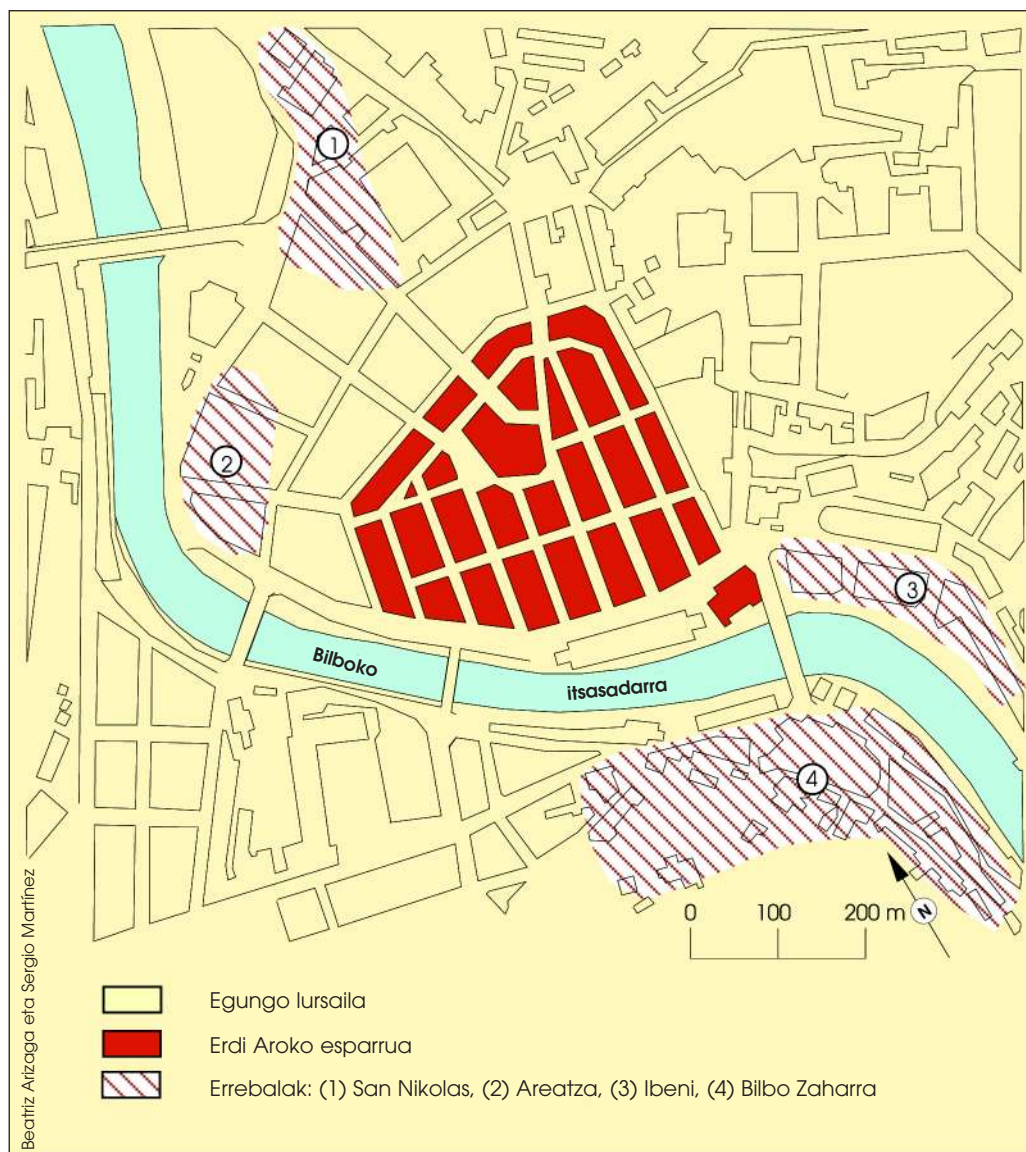 1
2
3
Bilboko
itsasadarra
4
0 100 200 m
N
Beatriz Arizaga eta Sergio Martínez
Egungo lursaila
Erdi Aroko esparrua
Errebalak: (1) San Nikolas, (2) Areatza, (3) Ibeni, (4) Bilbo Zaharra